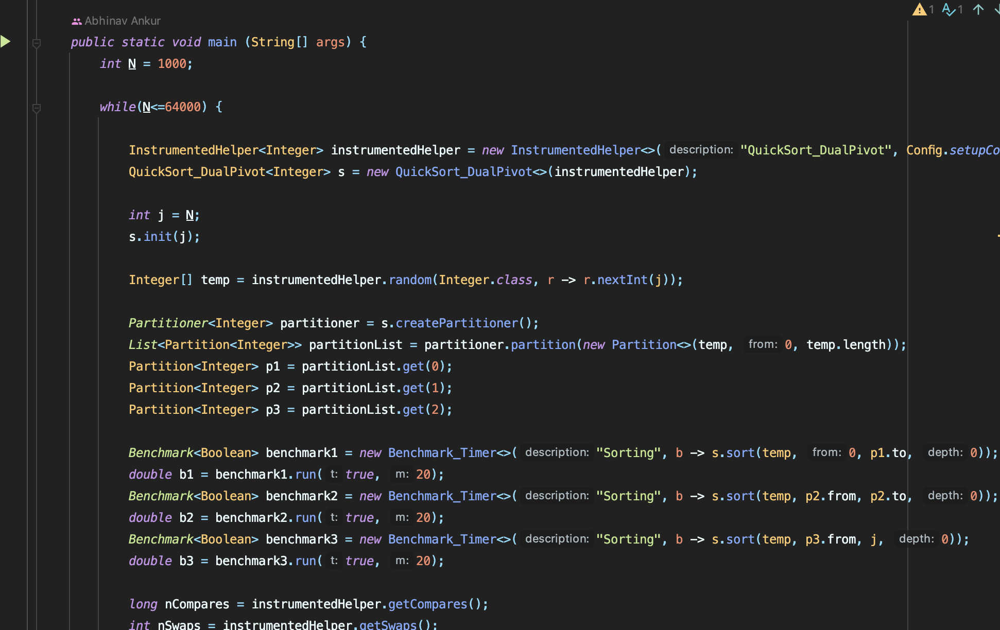 1 1
Abhinav Ankur
public static void main (String[] args) {
int N = 1000;
while(N<=64000) {
InstrumentedHelper<Integer> instrumentedHelper = new InstrumentedHelper<>( description: "QuickSort_DualPivot", Config.setupCo
QuickSort_DualPivot<Integer> s = new QuickSort_DualPivot<>(instrumentedHelper);
int j = N;
s.init(j);
Integer[] temp = instrumentedHelper.random(Integer.class, r -> r.nextInt(j));
Partitioner<Integer> partitioner = s.createPartitioner();
List<Partition<Integer>> partitionList = partitioner.partition(new Partition<>(temp, from: 0, temp.length));
Partition<Integer> p1 = partitionList.get(0);
Partition<Integer> p2 = partitionList.get(1);
Partition<Integer> p3 = partitionList.get(2);
Benchmark<Boolean> benchmark1 = new Benchmark_Timer<>( description: "Sorting", b -> s.sort(temp, from: 0, p1.to, depth: 0));
double b1 = benchmark1.run( t: true, m: 20);
Benchmark<Boolean> benchmark2 = new Benchmark_Timer<>( description: "Sorting", b -> s.sort(temp, p2.from, p2.to, depth: 0));
double b2 = benchmark2.run( t: true, m: 20);
Benchmark<Boolean> benchmark3 = new Benchmark_Timer<>( description: "Sorting", b -> s.sort(temp, p3.from, j, depth: 0));
double b3 = benchmark3.run( t: true, m: 20);
long nCompares = instrumentedHelper.getCompares();
int nSwaps = instrumentedHelper.getSwaps();